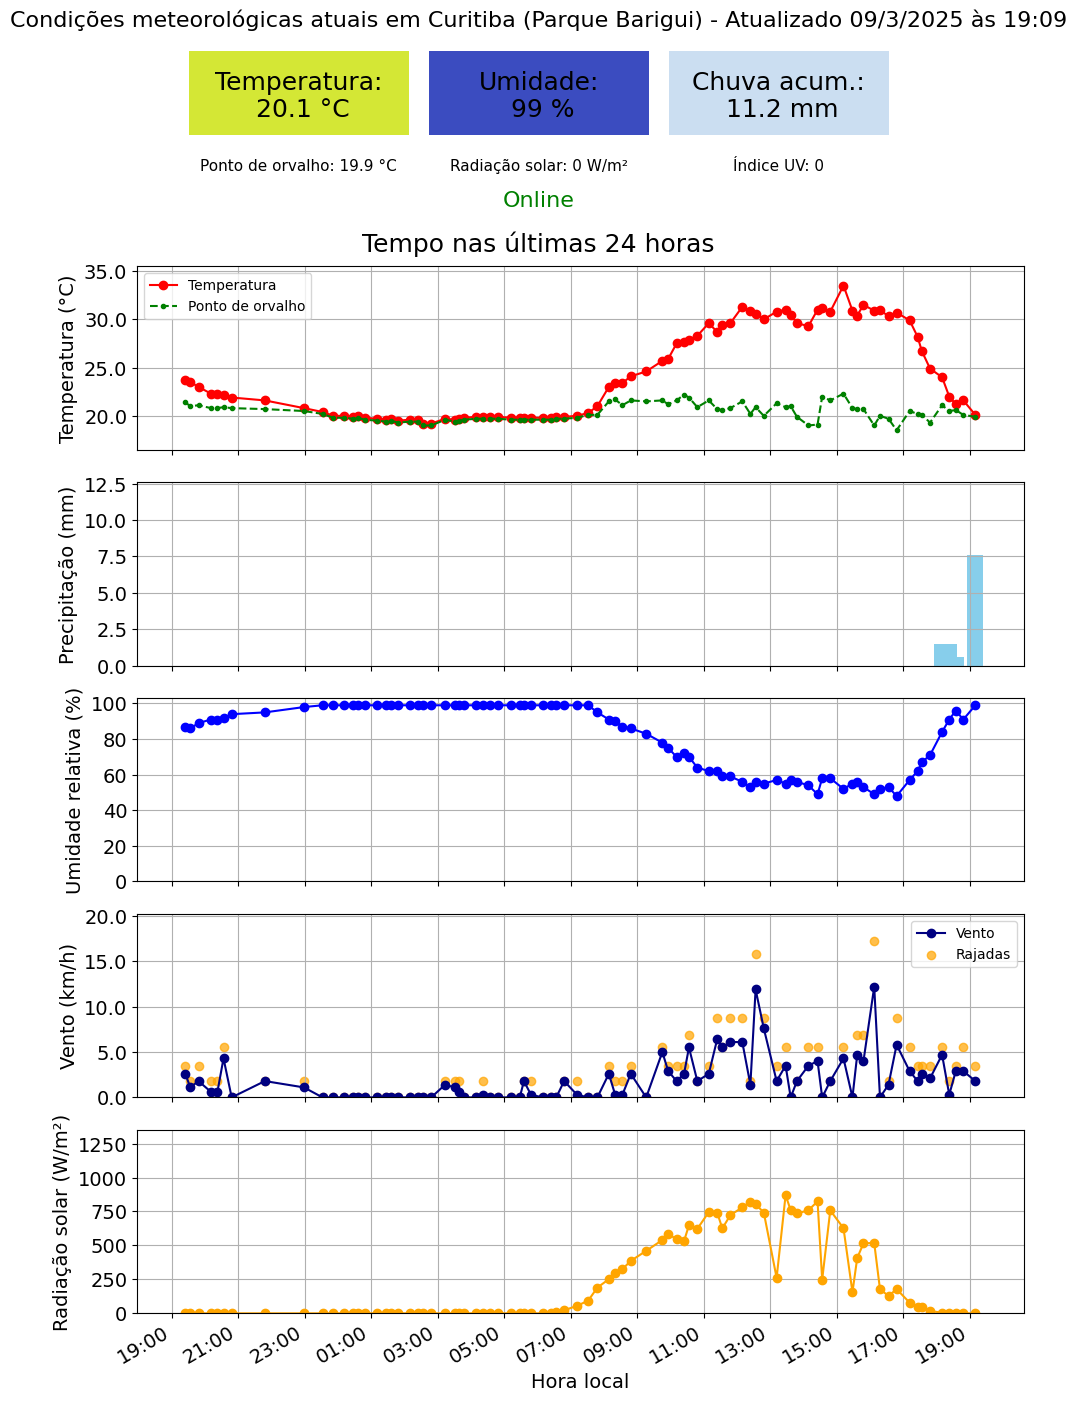 Condições meteorológicas atuais em Curitiba (Parque Barigui) - Atualizado 09/3/2025 às 19:09
Temperatura:
20.1 °C
Umidade:
99 %
Chuva acum.:
11.2 mm
Ponto de orvalho: 19.9 °C
Radiação solar: 0 W/m²
Índice UV: 0
Online
Tempo nas últimas 24 horas
Temperatura (°C)
35.0
30.0
25.0
20.0
Temperatura
Ponto de orvalho
Precipitação (mm)
12.5
10.0
7.5
5.0
2.5
0.0
Umidade relativa (%)
100
80
60
40
20
0
Vento (km/h)
20.0
15.0
10.0
5.0
0.0
Vento
Rajadas
Radiação solar (W/m²)
1250
1000
750
500
250
0
19:00
21:00
23:00
01:00
03:00
05:00
07:00
09:00
11:00
13:00
15:00
17:00
19:00
Hora local